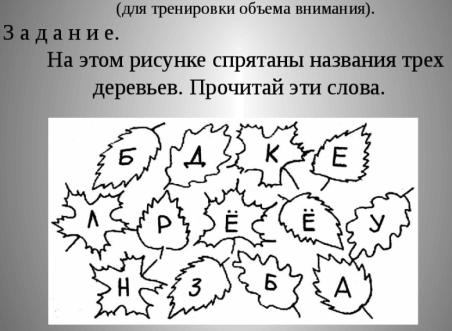 (для тренировки объема внимания).
З а д а н и е.
На этом рисунке спрятаны названия трех
деревьев. Прочитай эти слова.
Б Д К Е
Л Р Ё Ё У
Н З Б А